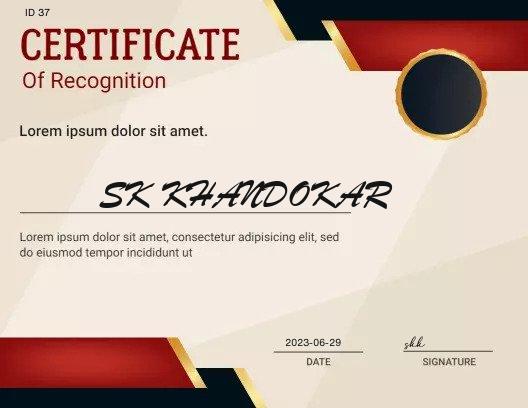 ID 37
CERTIFICATE
Of Recognition
Lorem ipsum dolor sit amet.
SK KHANDOKAR
Lorem ipsum dolor sit amet, consectetur adipisicing elit, sed
do eiusmod tempor incididunt ut
2023-06-29 skk
DATE SIGNATURE